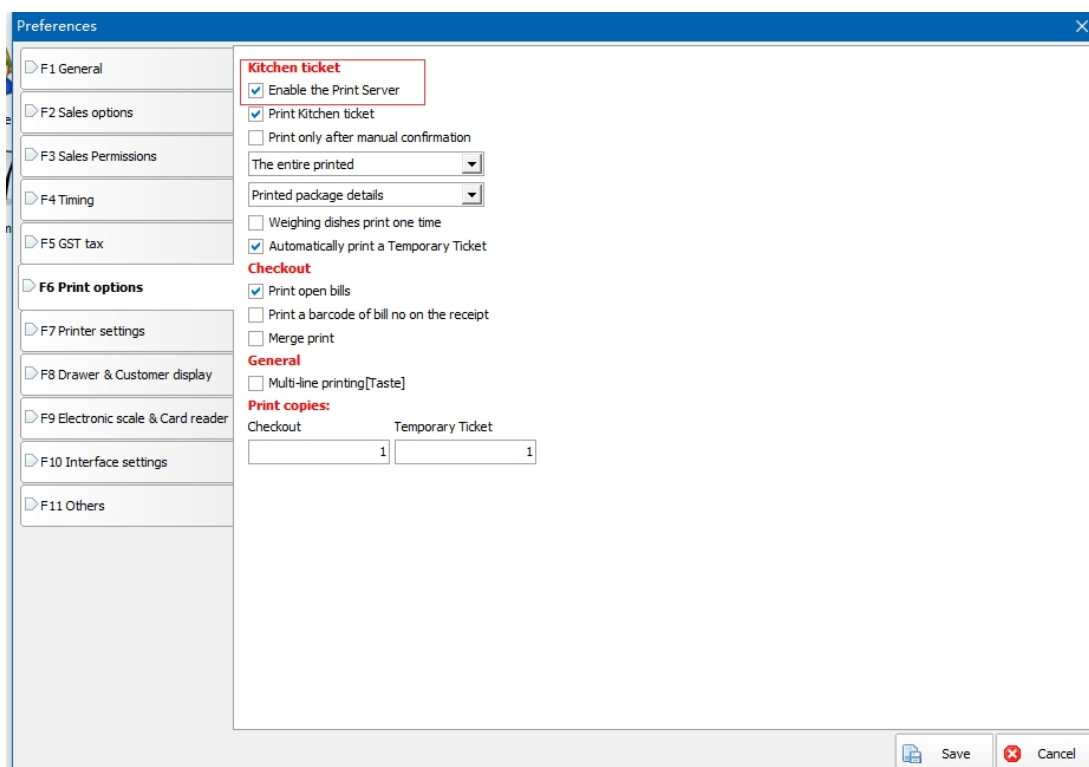 Preferences
F1 General
F2 Sales options
F3 Sales Permissions
F4 Timing
F5 GST tax
F6 Print options
F7 Printer settings
F8 Drawer & Customer display
F9 Electronic scale & Card reader
F10 Interface settings
F11 Others
Kitchen ticket
Enable the Print Server
Print Kitchen ticket
Print only after manual confirmation
The entire printed
Printed package details
Weighing dishes print one time
Automatically print a Temporary Ticket
Checkout
Print open bills
Print a barcode of bill no on the receipt
Merge print
General
Multi-line printing[Taste]
Print copies:
Checkout Temporary Ticket
1 1
Save Cancel